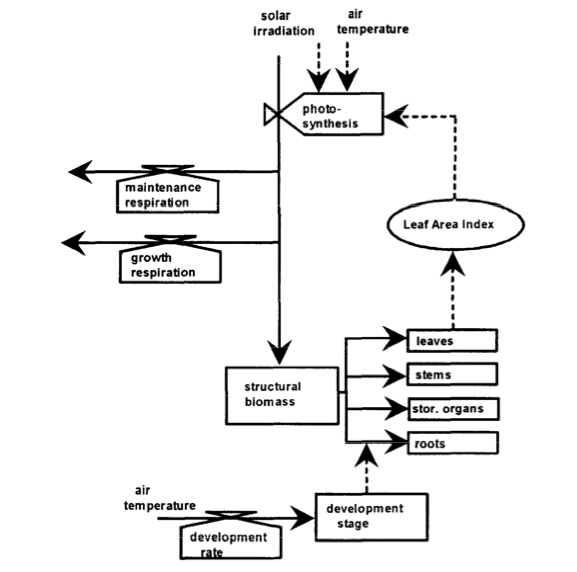 solar
irradiation
air
temperature
photo-
synthesis
maintenance
respiration
Leaf Area Index
growth
respiration
leaves
structural
biomass
stems
stor. organs
roots
air
temperature
development
stage
development
rate